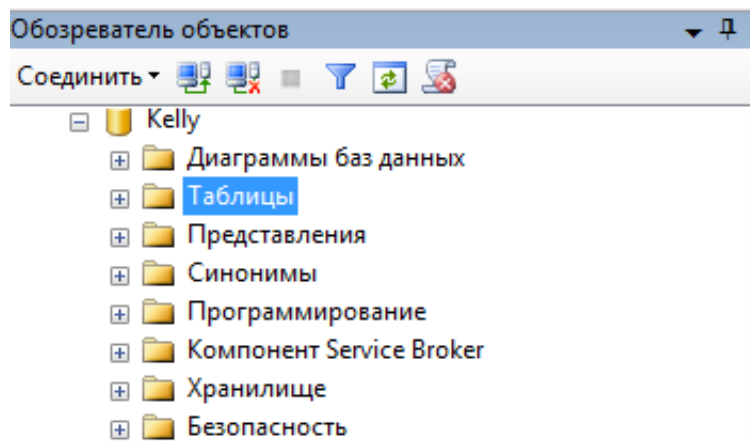 Обозреватель объектов
Соединить
Kelly
Диаграммы баз данных
Таблицы
Представления
Синонимы
Программирование
Компонент Service Broker
Хранилище
Безопасность